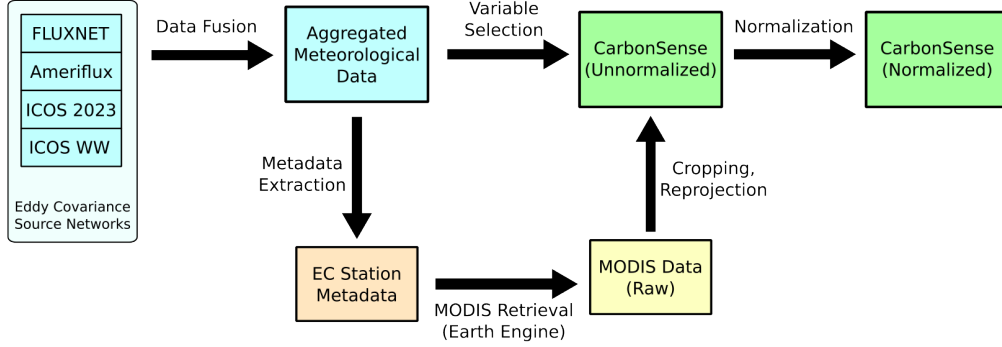 FLUXNET
Ameriflux
ICOS 2023
ICOS WW
Eddy Covariance
Source Networks
Data Fusion
Aggregated
Meteorological
Data
Variable
Selection
CarbonSense
(Unnormalized)
Normalization
CarbonSense
(Normalized)
Metadata
Extraction
EC Station
Metadata
MODIS Retrieval
(Earth Engine)
MODIS Data
(Raw)
Cropping,
Reprojection